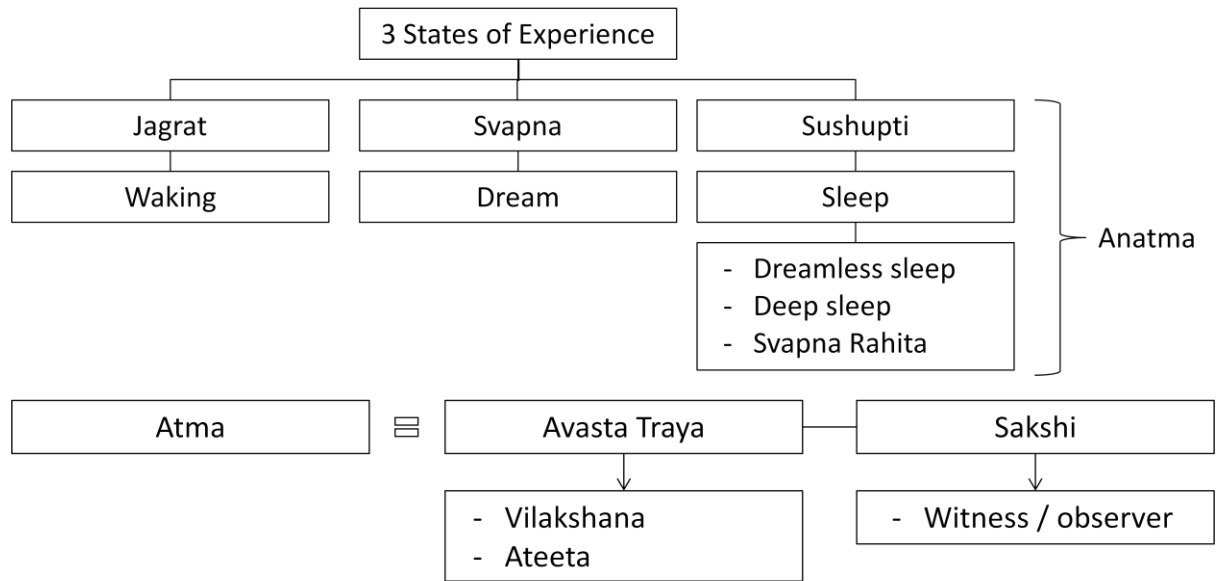 3 States of Experience
Jagrat
Svapna
Sushupti
Waking
Dream
Sleep
Anatma
- Dreamless sleep
- Deep sleep
- Svapna Rahita
Atma
=
Avasta Traya
Sakshi
- Vilakshana
- Ateeta
- Witness / observer